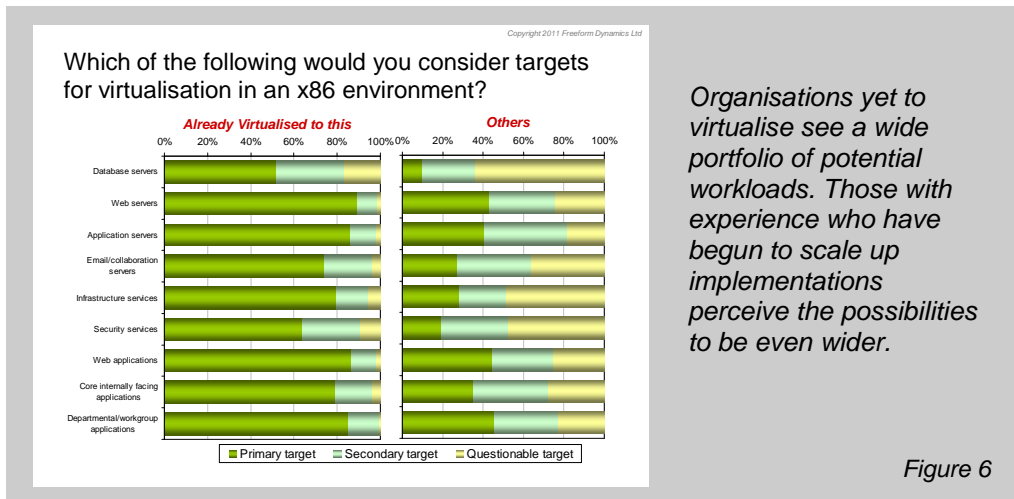 Copyright 2011 Freeform Dynamics Ltd
Which of the following would you consider targets
for virtualisation in an x86 environment?
Already Virtualised to this
0% 20% 40% 60% 80% 100%
Others
0% 20% 40% 60% 80% 100%
Database servers
Web servers
Application servers
Email/collaboration
servers
Infrastructure services
Security services
Web applications
Core internally facing
applications
Departmental/workgroup
applications
Primary target
Secondary target
Questionable target
Organisations yet to
virtualise see a wide
portfolio of potential
workloads. Those with
experience who have
begun to scale up
implementations
perceive the possibilities
to be even wider.
Figure 6